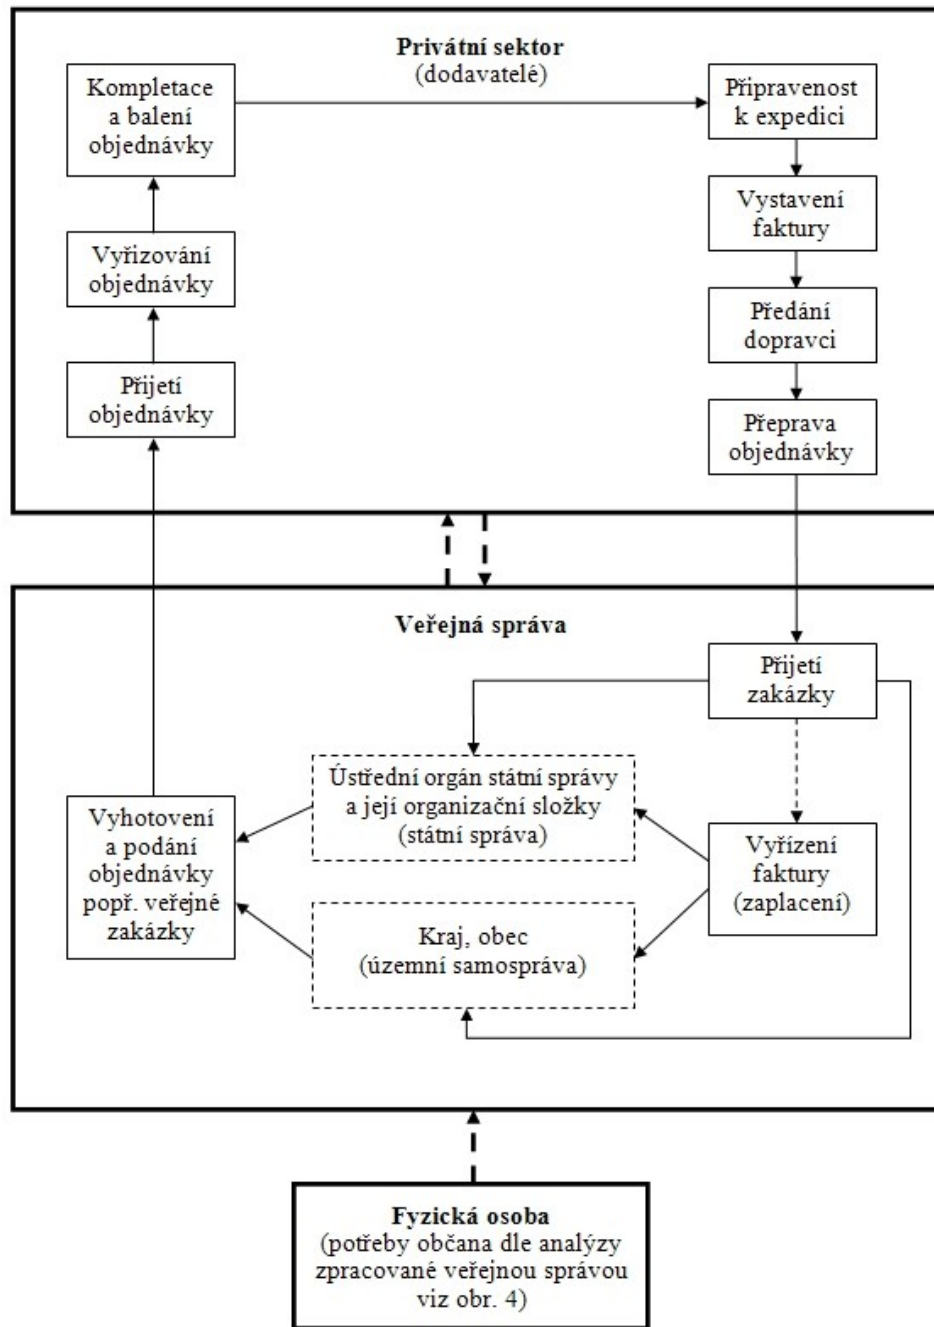 Privátní sektor
(dodavatelé)
Kompletace
a balení
objednávky
Připravenost
k expedici
Vystavení
faktury
Vyřizování
objednávky
Předání
dopravci
Přijetí
objednávky
Přeprava
objednávky
Veřejná správa
Přijetí
zakázky
Ústřední orgán státní správy
a její organizační složky
(státní správa)
Vyhotovení
a podání
objednávky
popř. veřejné
zakázky
Vyřízení
faktury
(zaplacení)
Kraj, obec
(územní samospráva)
Fyzická osoba
(potřeby občana dle analýzy
zpracované veřejnou správou
viz obr. 4)